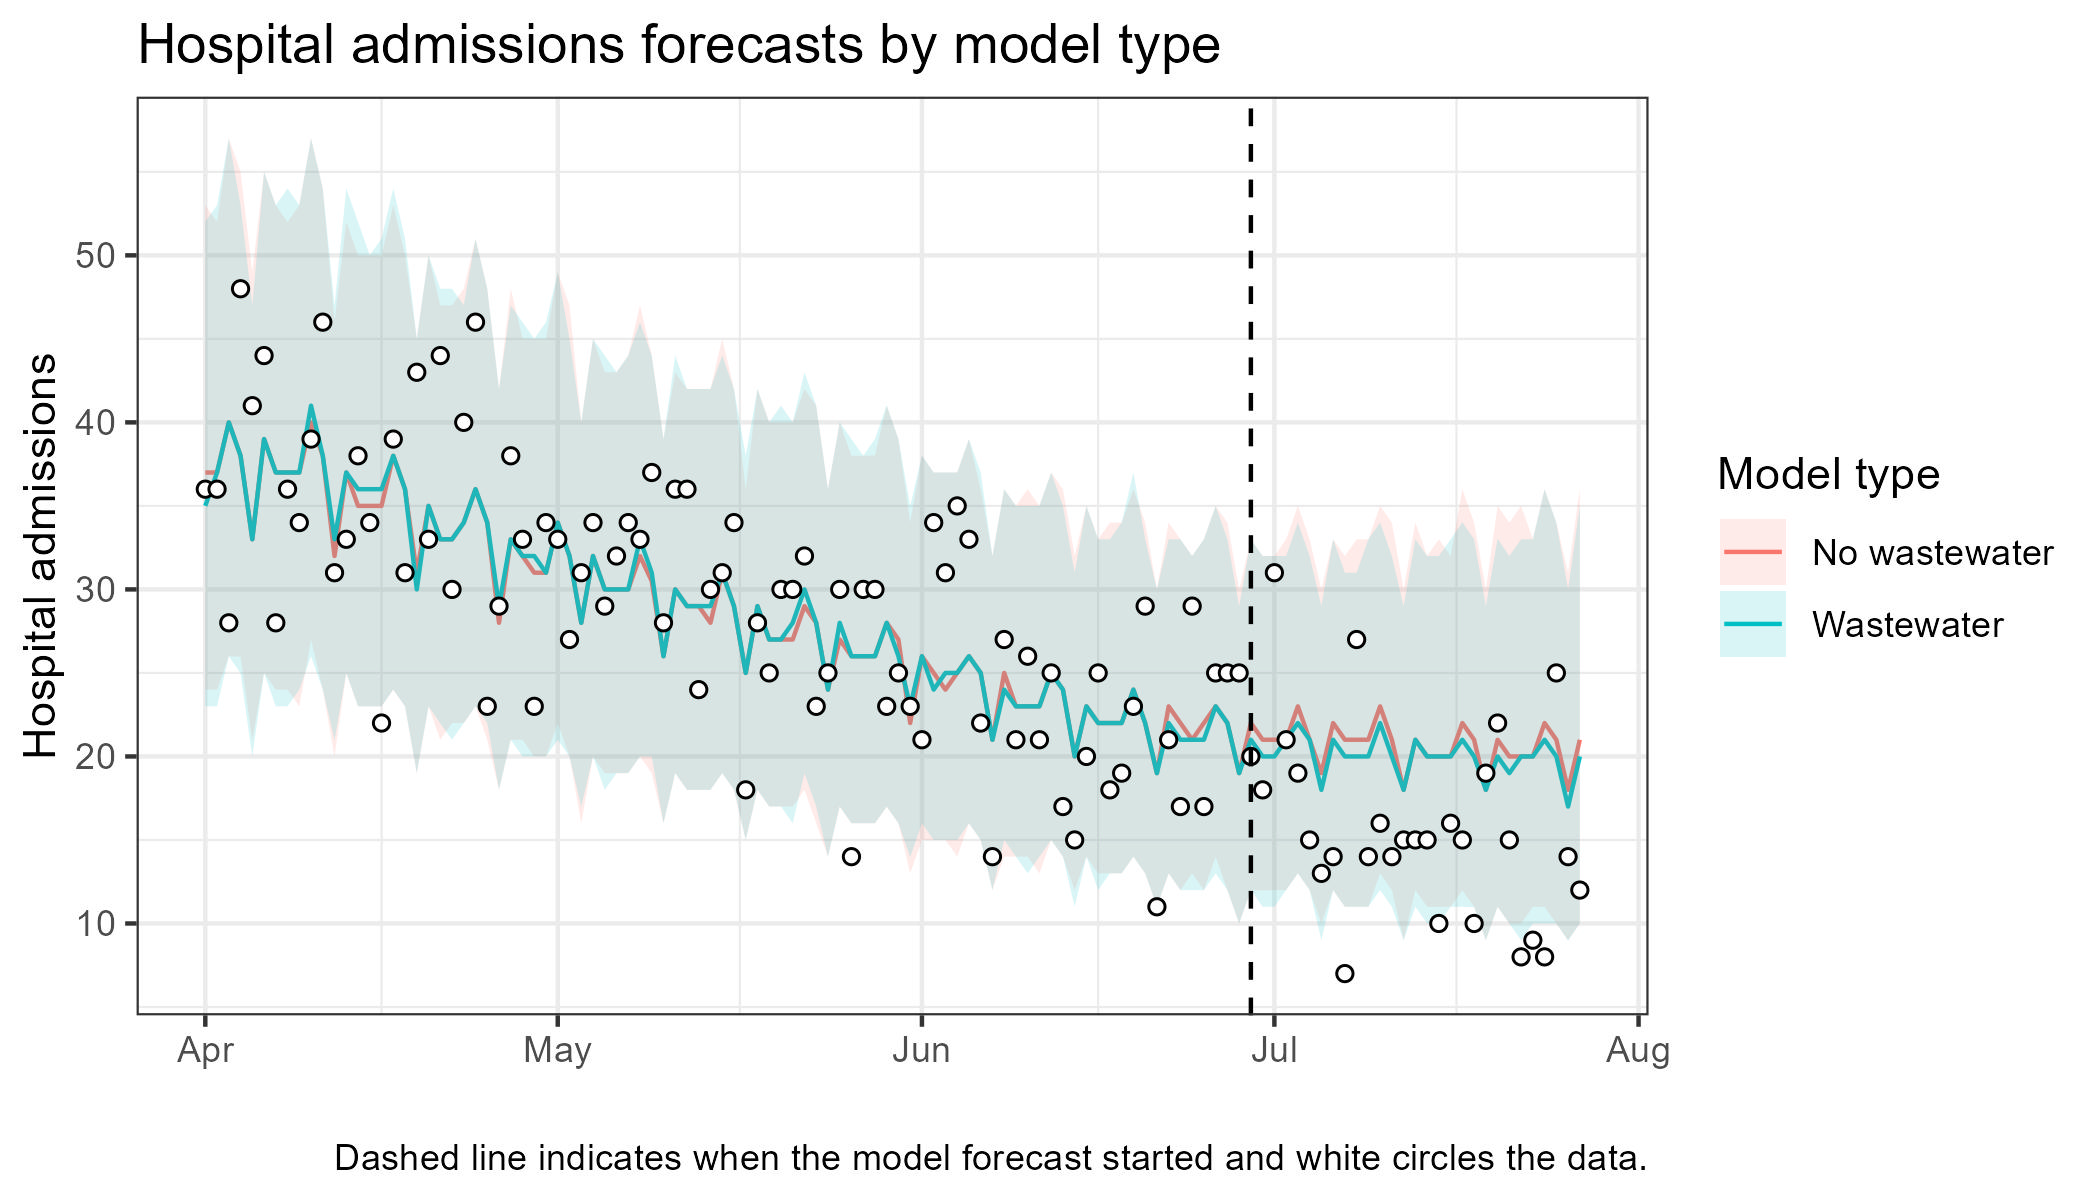 Hospital admissions forecasts by model type
Hospital admissions
50
40
30
20
10
Apr
May
Jun
Jul
Aug
Model type
No wastewater
Wastewater
Dashed line indicates when the model forecast started and white circles the data.